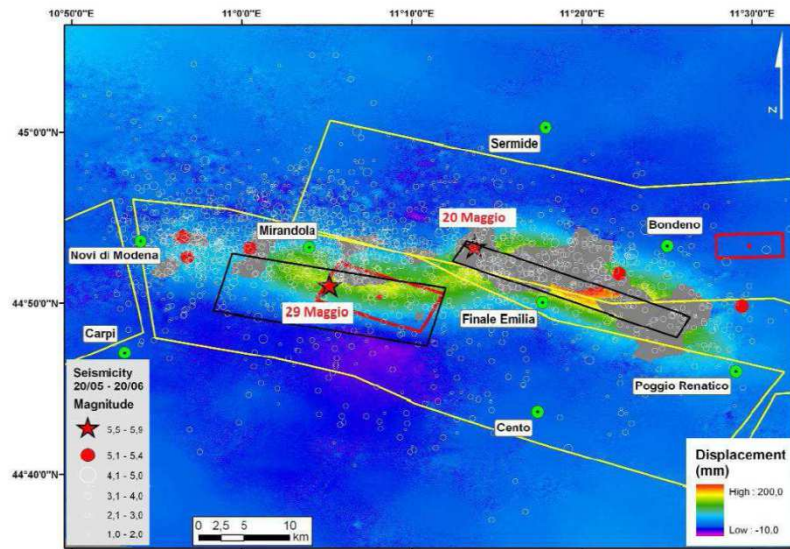 10°50'0"E
11°0'0"E
11°10'0"E
11°20'0"E
11°30'0"E
45°0'0"N
44°50'0"N
44°40'0"N
N
Sermide
20 Maggio
Bondeno
Mirandola
Novi di Modena
29 Maggio
Finale Emilia
Carpi
Poggio Renatico
Cento
Seismicity
20/05 - 20/06
Magnitude
5,5 - 5,9
5,1 - 5.4
4,1 - 5,0
3,1 - 4,0
2,1 - 3,0
1,0 - 2,0
0 2,5 5 10
km
Displacement
(mm)
High : 200,0
Low : -10,0